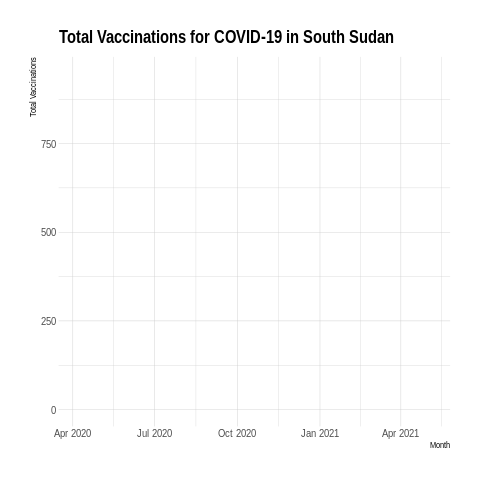 Total Vaccinations for COVID-19 in South Sudan
Total Vaccinations
750
500
250
0
Apr 2020 Jul 2020 Oct 2020 Jan 2021 Apr 2021
Month